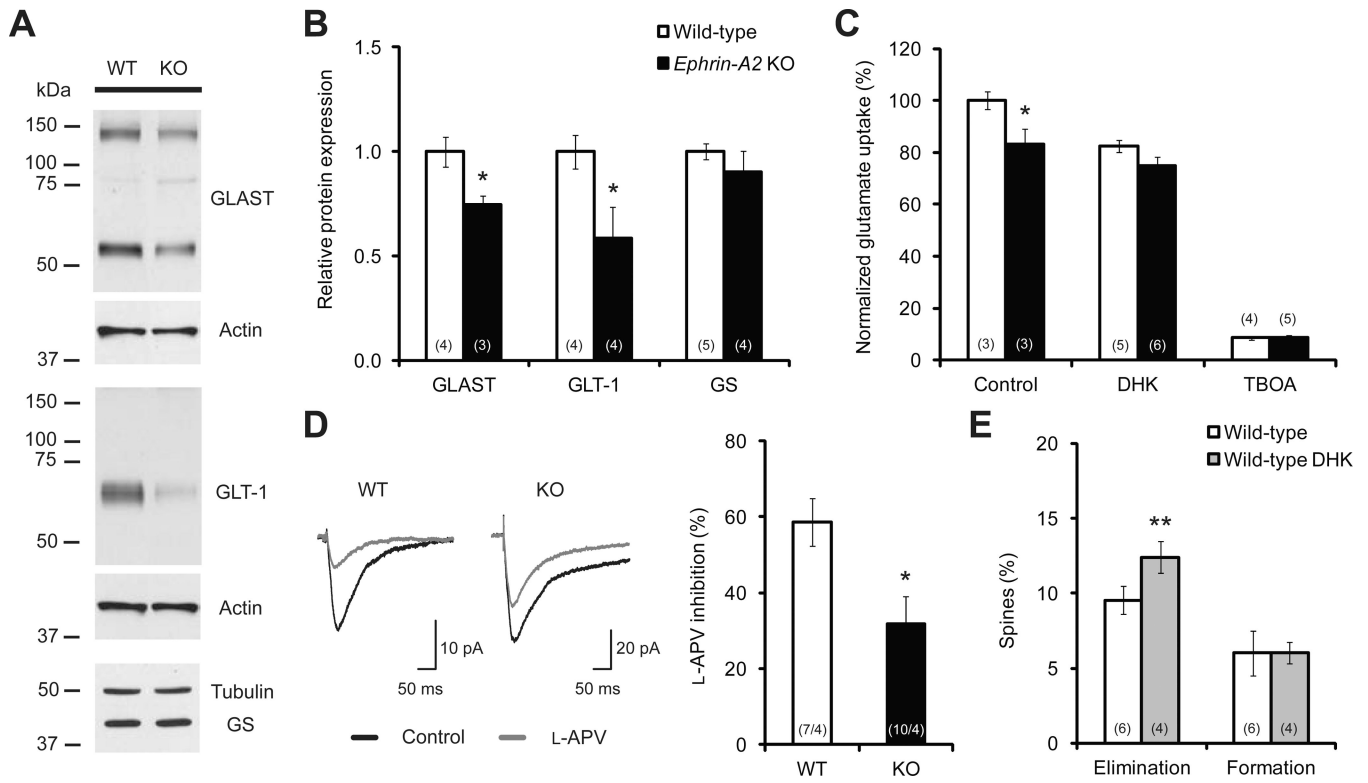 A
WT KO
kDa
150
100
75
50
GLAST
37
Actin
150
100
75
50
GLT-1
37
Actin
50
Tubulin
GS
37
B
Wild-type
Ephrin-A2 KO
Relative protein expression
1.5
1.0
0.5
0.0
(4) (3) (4) (4) (5) (4)
* *
GLAST GLT-1 GS
C
Normalized glutamate uptake (%)
120
100
80
60
40
20
0
*
(3) (3) (5) (6) (4) (5)
Control DHK TBOA
D
WT KO
10 pA
50 ms
20 pA
50 ms
Control L-APV
L-APV inhibition (%)
80
60
40
20
0
*
(7/4) (10/4)
WT KO
E
Wild-type
Wild-type DHK
Spines (%)
20
15
10
5
0
**
(6) (4) (6) (4)
Elimination Formation